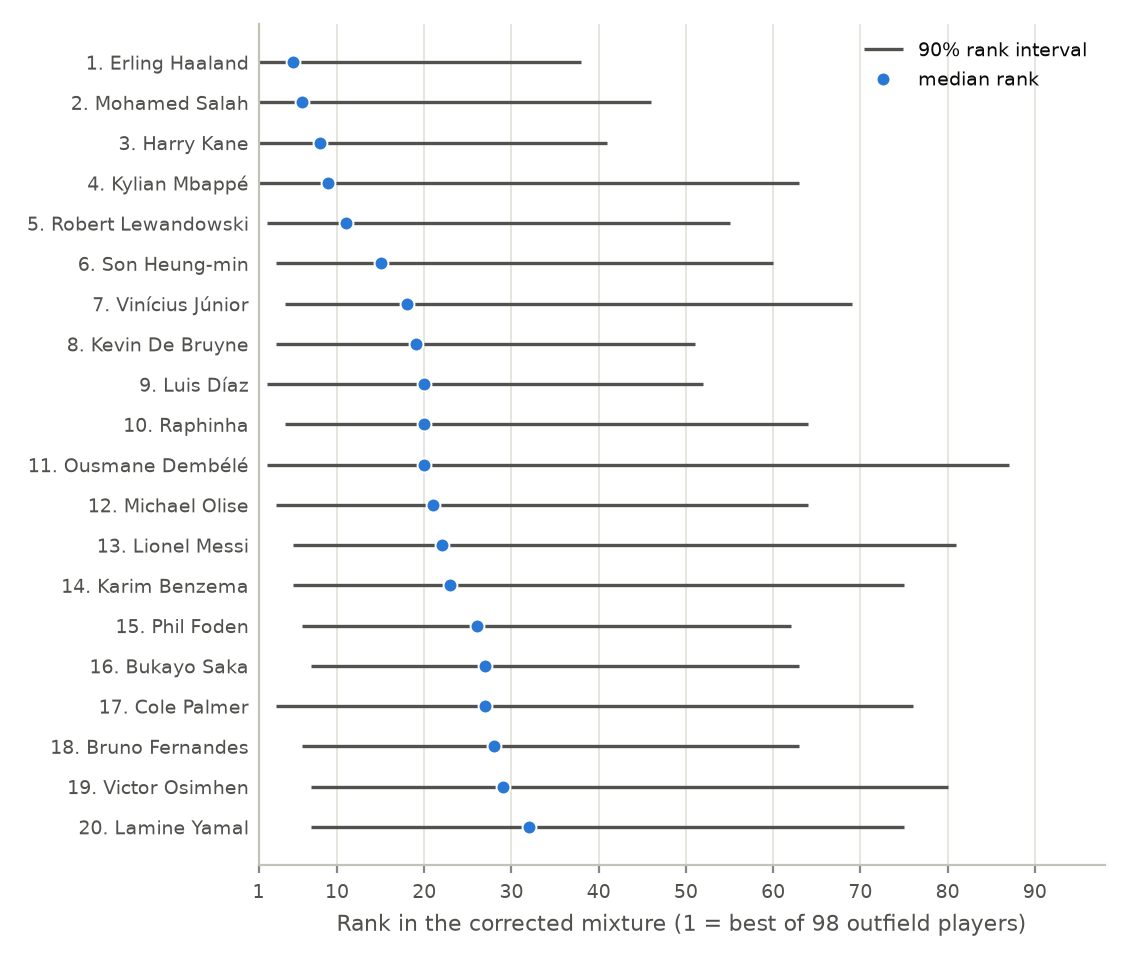 90% rank interval
median rank
1. Erling Haaland
2. Mohamed Salah
3. Harry Kane
4. Kylian Mbappé
5. Robert Lewandowski
6. Son Heung-min
7. Vinícius Júnior
8. Kevin De Bruyne
9. Luis Díaz
10. Raphinha
11. Ousmane Dembélé
12. Michael Olise
13. Lionel Messi
14. Karim Benzema
15. Phil Foden
16. Bukayo Saka
17. Cole Palmer
18. Bruno Fernandes
19. Victor Osimhen
20. Lamine Yamal
1 10 20 30 40 50 60 70 80 90
Rank in the corrected mixture (1 = best of 98 outfield players)